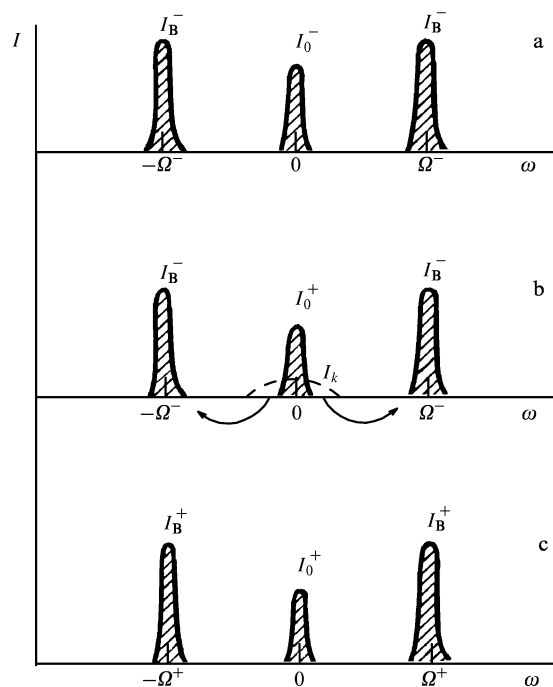 I I_B^- I_0^- I_B^- a
−Ω^- 0 Ω^- ω
I_B^- I_0^+ I_B^- b
I_k
−Ω^- 0 Ω^- ω
I_B^+ I_0^+ I_B^+ c
−Ω^+ 0 Ω^+ ω